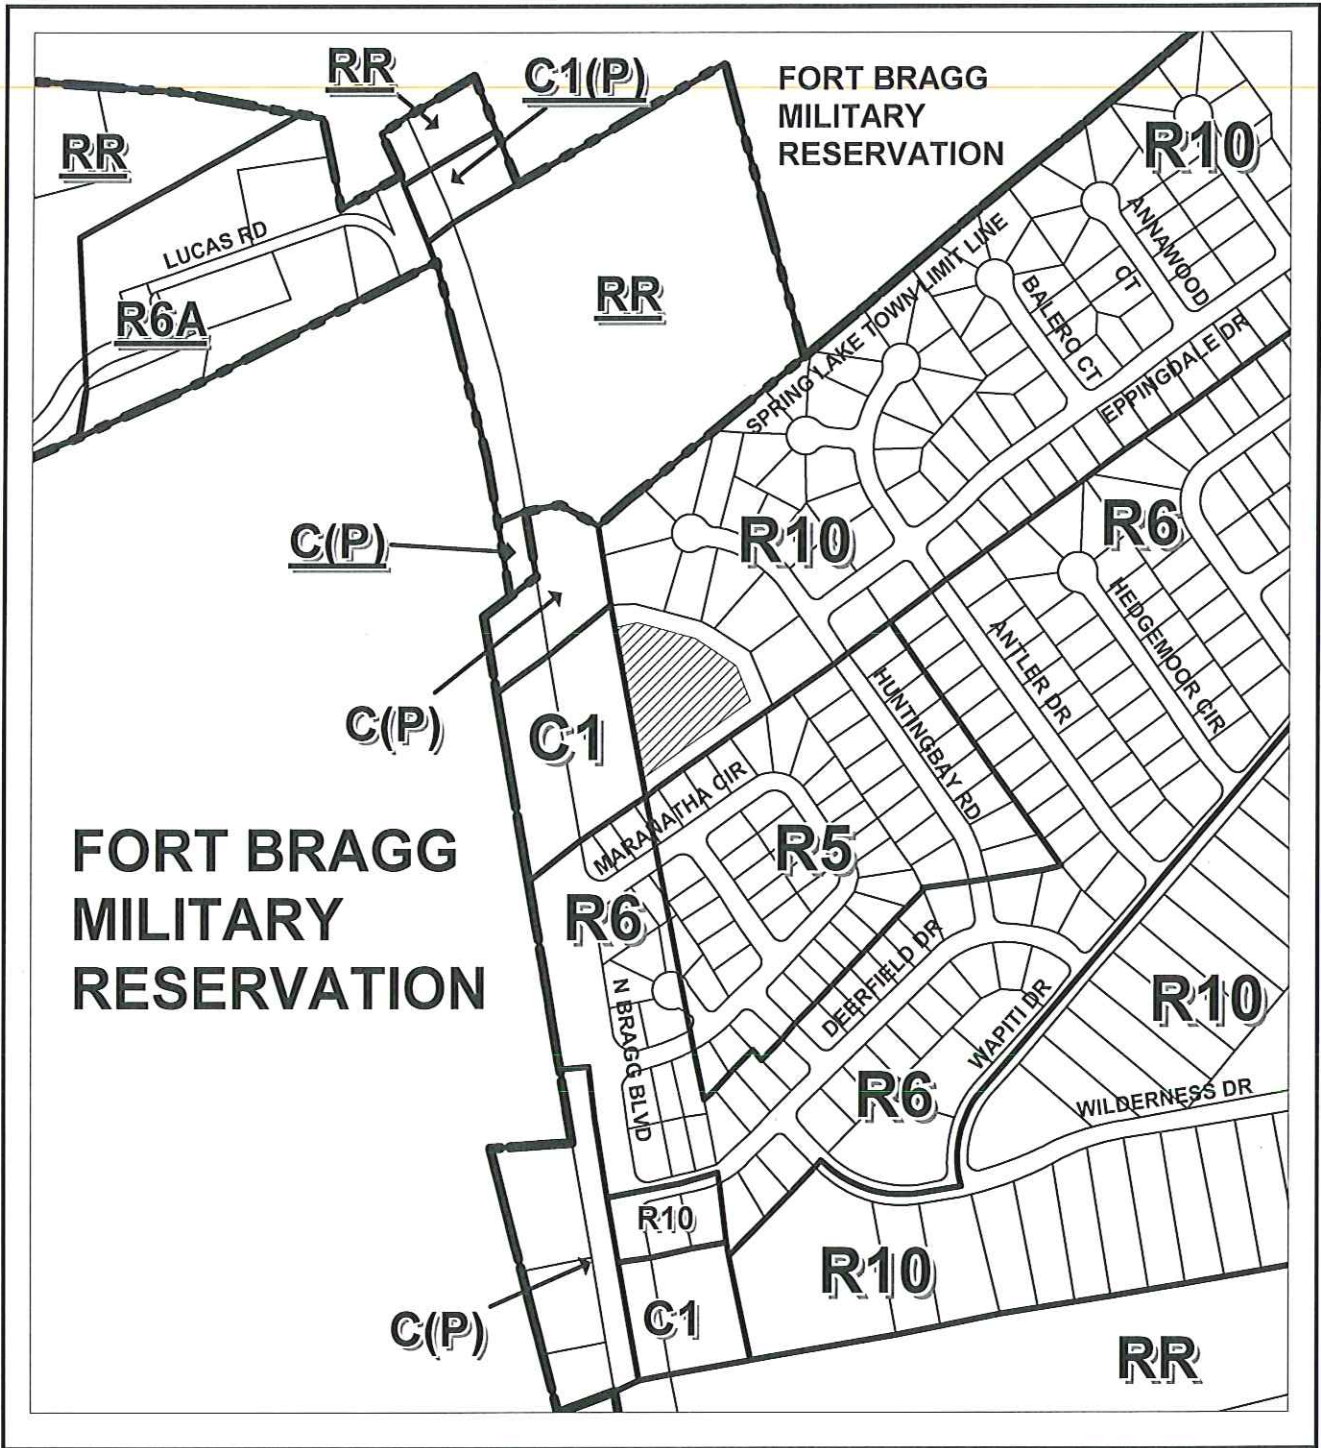 RR
C1(P)
FORT BRAGG
MILITARY
RESERVATION
RR
R10
LUCAS RD
ANNAWOOD
CT
BALERO CT
RR
R6A
SPRING LAKE TOWN LIMIT LINE
EPPINGDALE DR
R6
C(P)
R10
HEDGEMOOR CIR
ANTLER DR
HUNTINGBAY RD
C(P)
C1
MARANATHA CIR
R5
FORT BRAGG
MILITARY
RESERVATION
R6
DEERFIELD DR
R10
N BRAGG BLVD
WAPITI DR
R6
WILDERNESS DR
R10
R10
C(P)
C1
RR